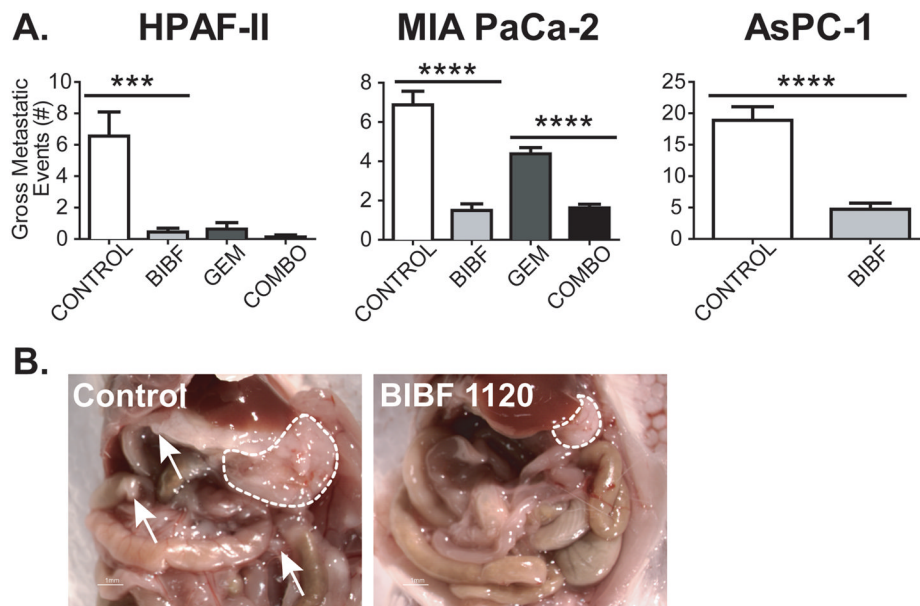 A.
HPAF-II
MIA PaCa-2
AsPC-1
Gross Metastatic
Events (#)
10
8
6
4
2
0
***
CONTROL
BIBF
GEM
COMBO
8
6
4
2
0
****
****
CONTROL
BIBF
GEM
COMBO
25
20
15
10
5
0
****
CONTROL
BIBF
B.
Control
BIBF 1120
1mm
1mm